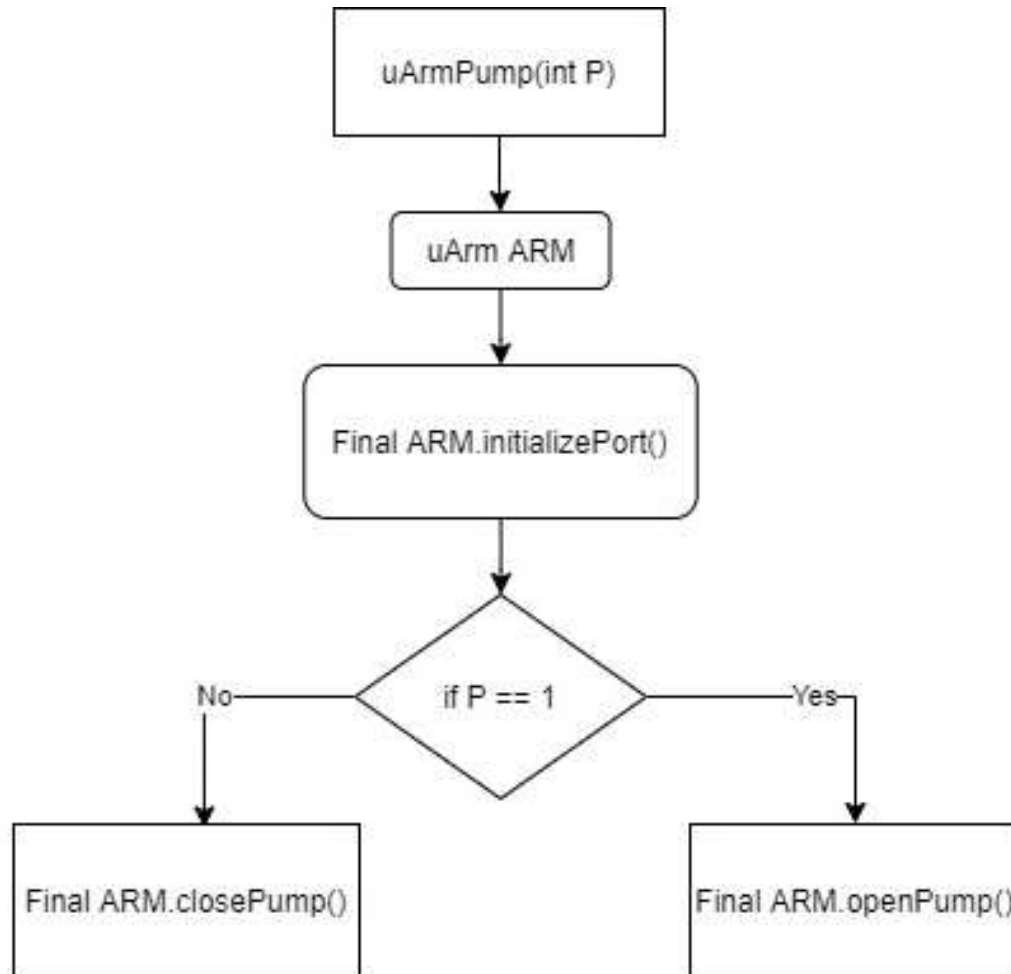 uArmPump(int P)
uArm ARM
Final ARM.initializePort()
if P == 1
No
Yes
Final ARM.closePump()
Final ARM.openPump()